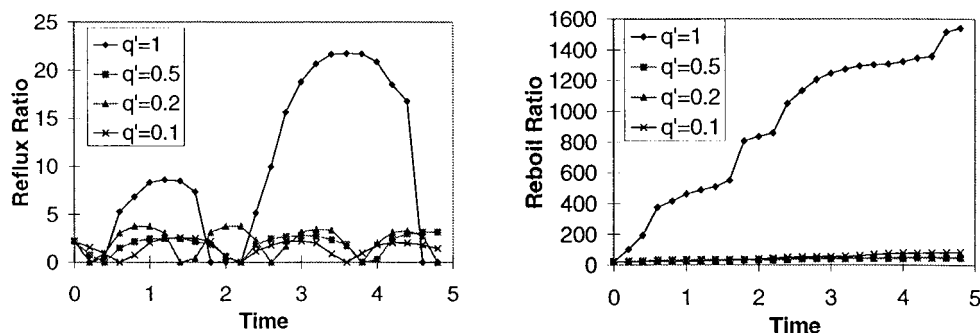 25
20
15
10
5
0
Reflux Ratio
q'=1
q'=0.5
q'=0.2
q'=0.1
0 1 2 3 4 5
Time
1600
1400
1200
1000
800
600
400
200
0
Reboil Ratio
q'=1
q'=0.5
q'=0.2
q'=0.1
0 1 2 3 4 5
Time